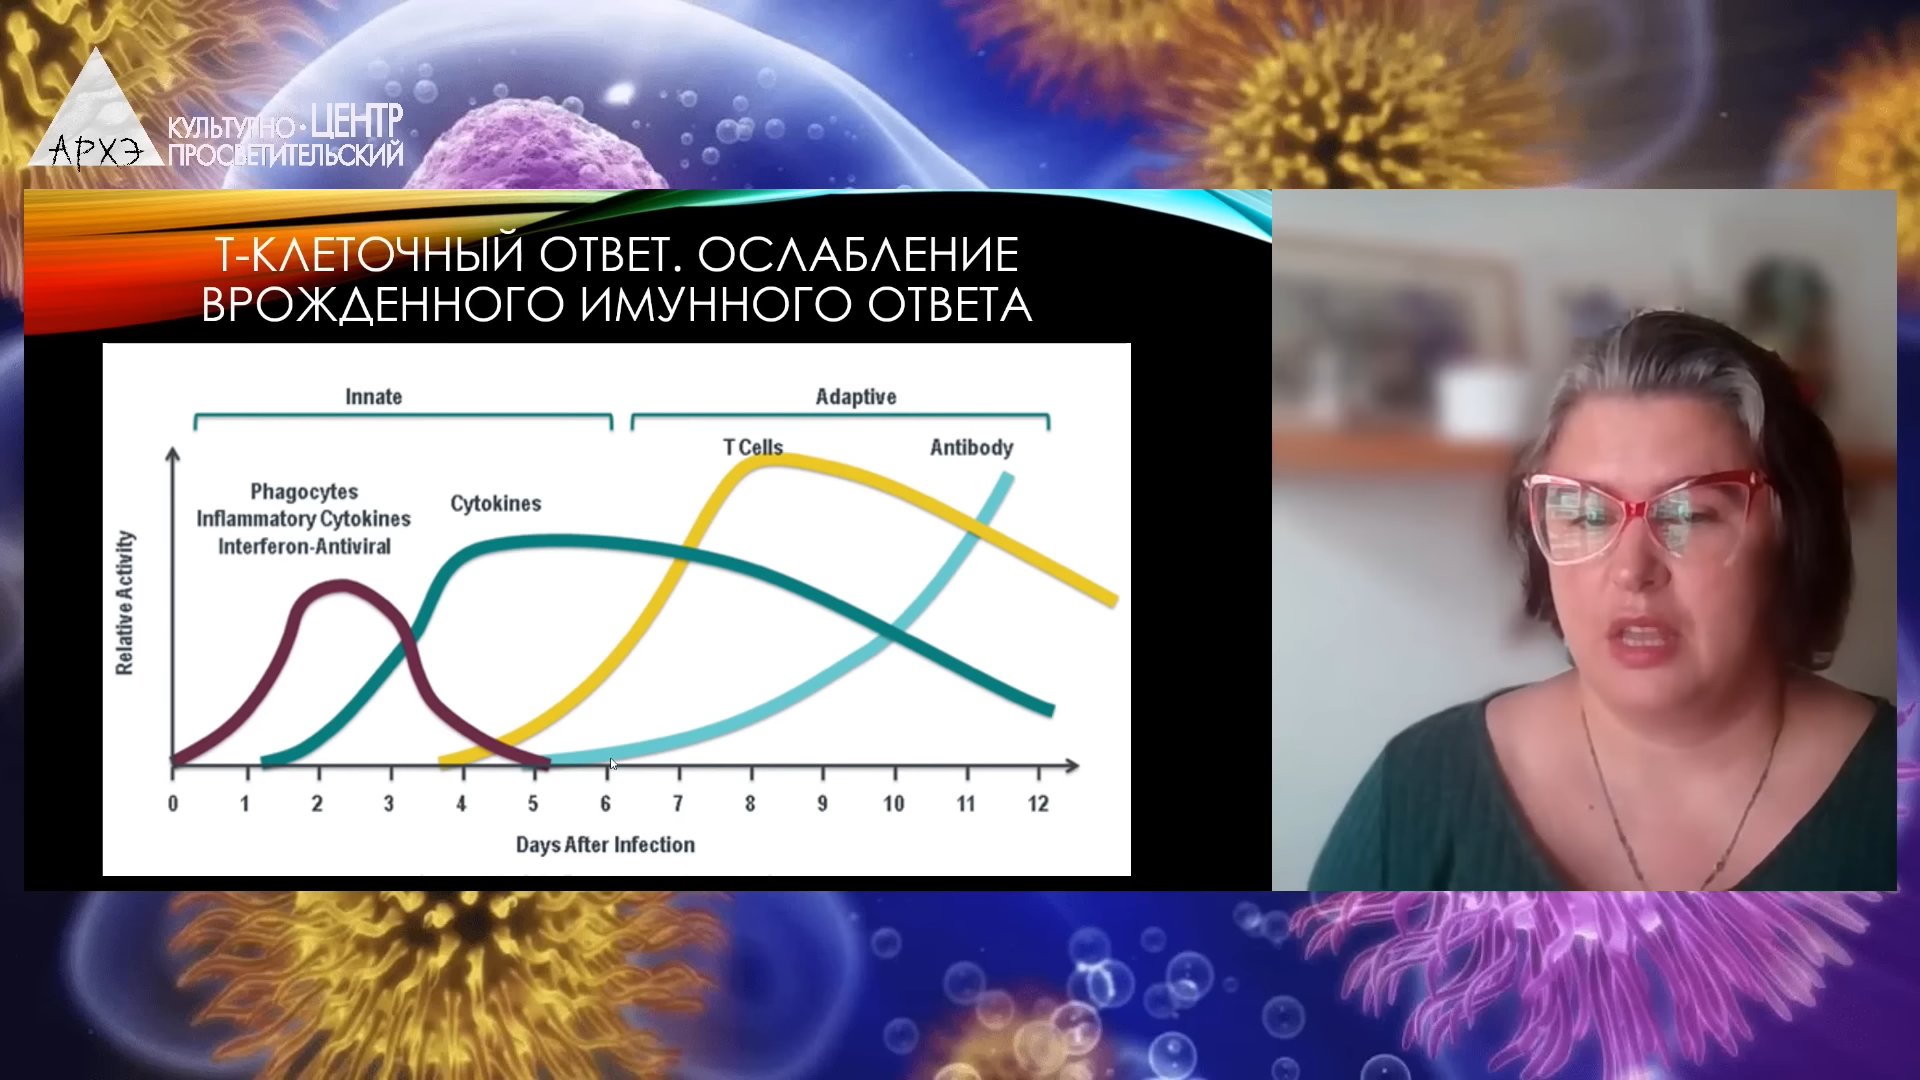 АРХЭ
КУЛЬТУРНО·ЦЕНТР
ПРОСВЕТИТЕЛЬСКИЙ
Т-КЛЕТОЧНЫЙ ОТВЕТ. ОСЛАБЛЕНИЕ
ВРОЖДЕННОГО ИМУННОГО ОТВЕТА
Innate
Adaptive
T Cells
Antibody
Phagocytes
Inflammatory Cytokines
Interferon-Antiviral
Cytokines
Relative Activity
0 1 2 3 4 5 6 7 8 9 10 11 12
Days After Infection